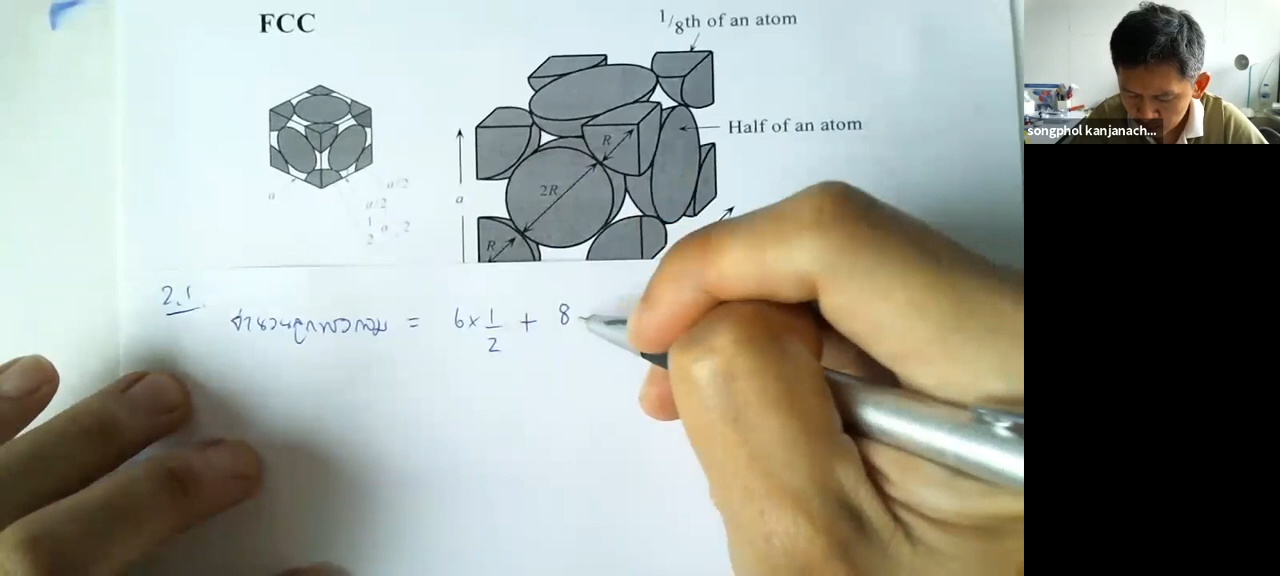 FCC
1/8th of an atom
Half of an atom
R
2R
a
R
a
a/2
a/2
2.1
จำนวนลูกทรงกลม = 6 × 1/2 + 8
songphol kanjanach...